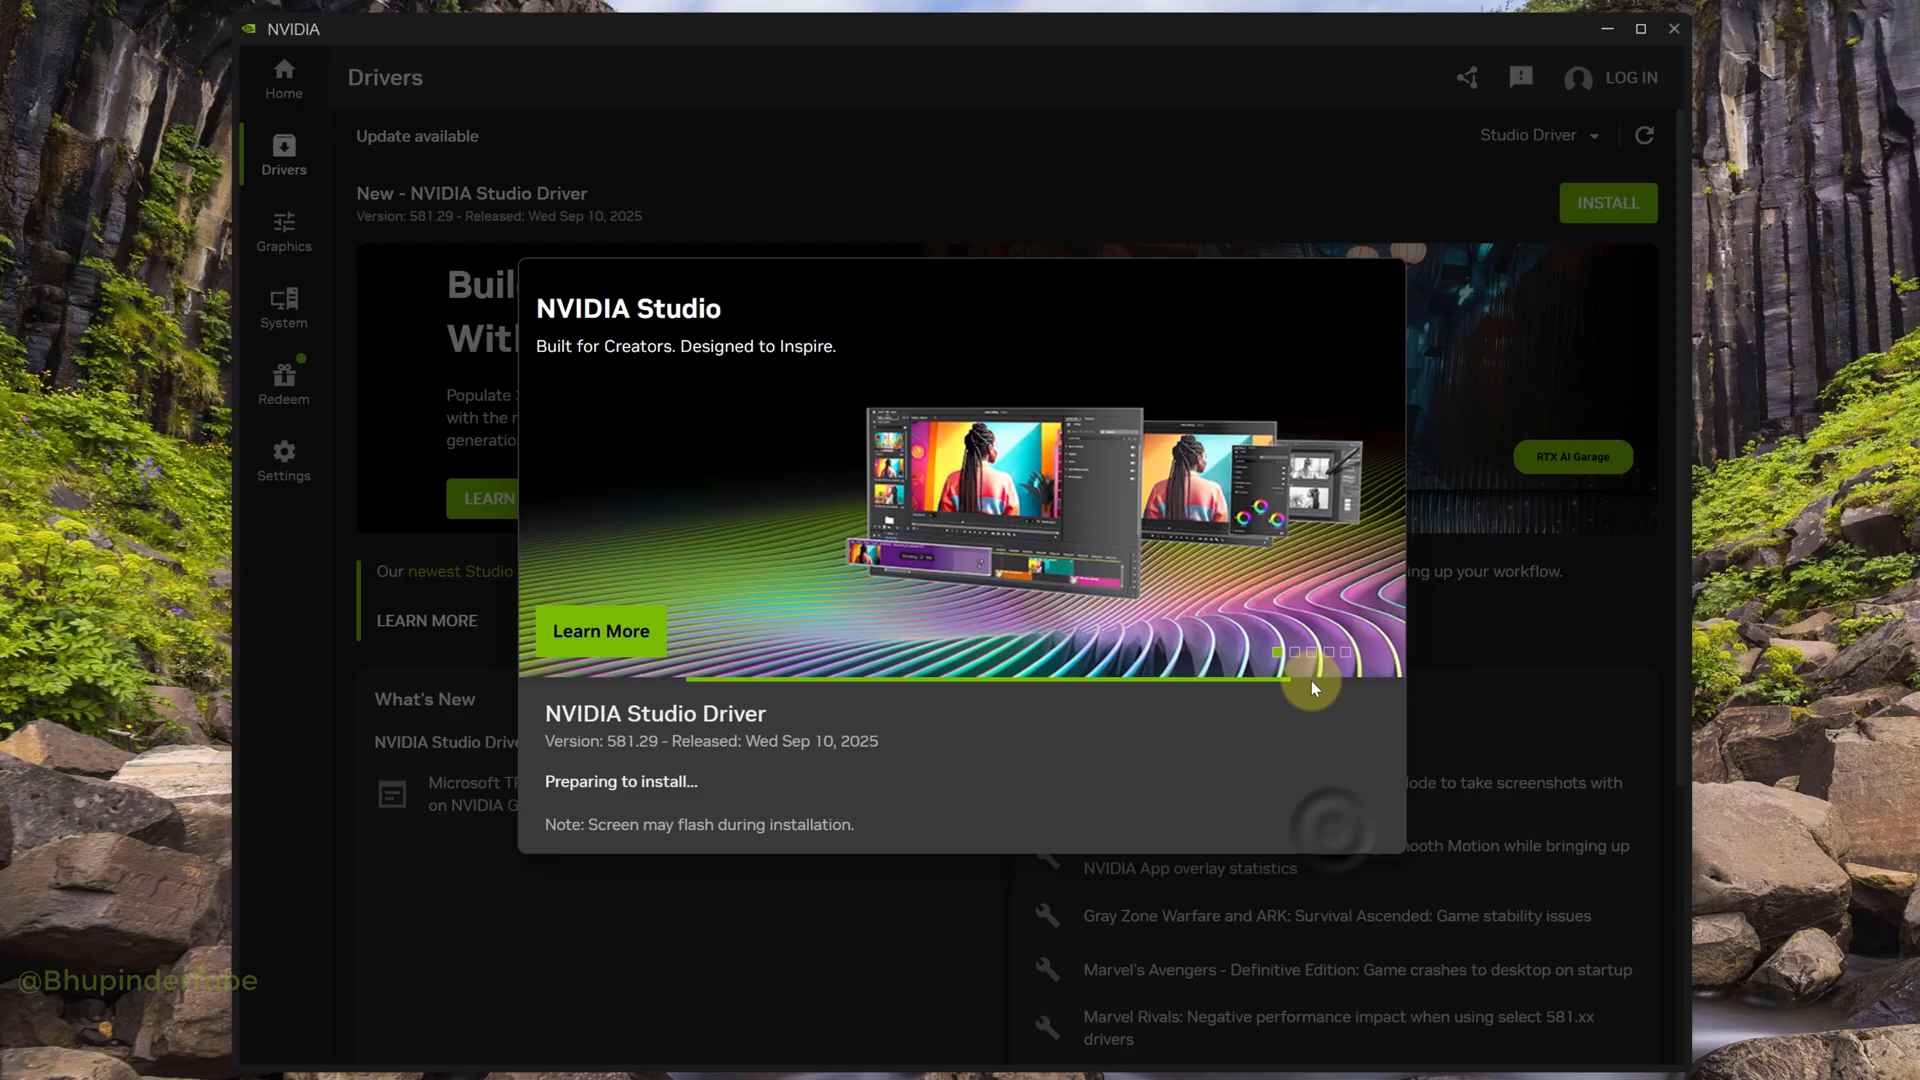 NVIDIA
Home
Drivers
Graphics
System
Redeem
Settings
Drivers
LOG IN
Update available
Studio Driver
New - NVIDIA Studio Driver
Version: 581.29 - Released: Wed Sep 10, 2025
INSTALL
Buil
Wit
Populate
with the r
generatio
LEARN
RTX AI Garage
Our newest Studio
ing up your workflow.
LEARN MORE
NVIDIA Studio
Built for Creators. Designed to Inspire.
Learn More
NVIDIA Studio Driver
Version: 581.29 - Released: Wed Sep 10, 2025
Preparing to install...
Note: Screen may flash during installation.
What's New
NVIDIA Studio Drive
Microsoft TF
on NVIDIA G
ode to take screenshots with
ooth Motion while bringing up
NVIDIA App overlay statistics
Gray Zone Warfare and ARK: Survival Ascended: Game stability issues
Marvel's Avengers - Definitive Edition: Game crashes to desktop on startup
Marvel Rivals: Negative performance impact when using select 581.xx
drivers
@BhupinderTube